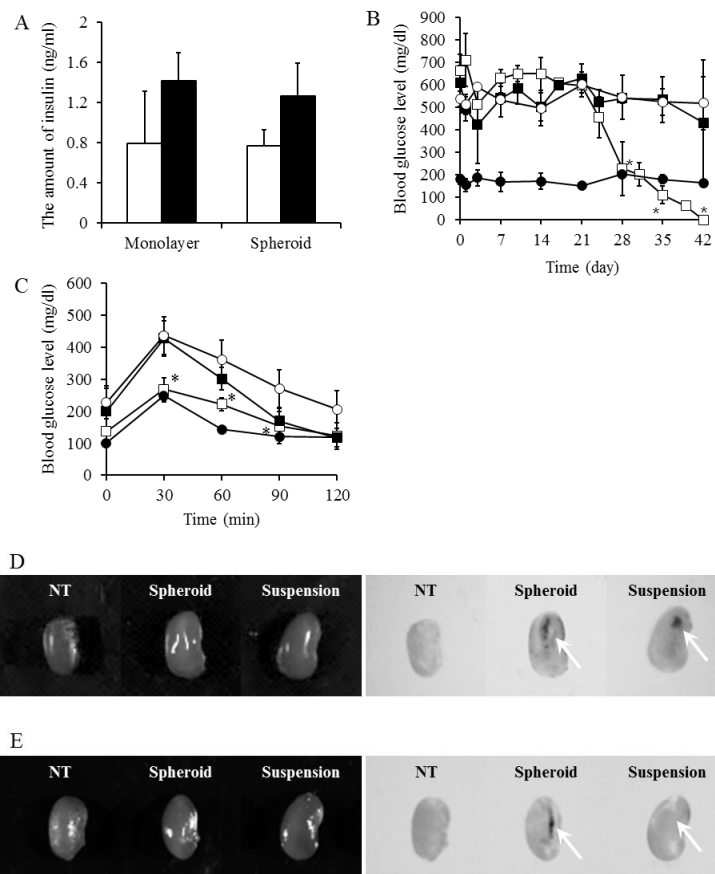 A
The amount of insulin (ng/ml)
2
1.6
1.2
0.8
0.4
0
Monolayer
Spheroid
B
Blood glucose level (mg/dl)
900
800
700
600
500
400
300
200
100
0
0 7 14 21 28 35 42
Time (day)
*
*
*
C
Blood glucose level (mg/dl)
600
500
400
300
200
100
0
0 30 60 90 120
Time (min)
*
*
*
D
NT Spheroid Suspension NT Spheroid Suspension
E
NT Spheroid Suspension NT Spheroid Suspension